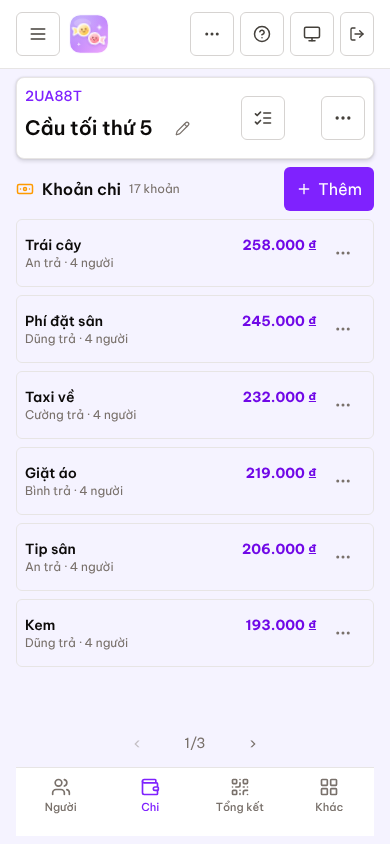 2UA88T
Cầu tối thứ 5
Khoản chi 17 khoản
Thêm
Trái cây 258.000 ₫
An trả · 4 người
Phí đặt sân 245.000 ₫
Dũng trả · 4 người
Taxi về 232.000 ₫
Cường trả · 4 người
Giặt áo 219.000 ₫
Bình trả · 4 người
Tip sân 206.000 ₫
An trả · 4 người
Kem 193.000 ₫
Dũng trả · 4 người
1/3
Người Chi Tổng kết Khác